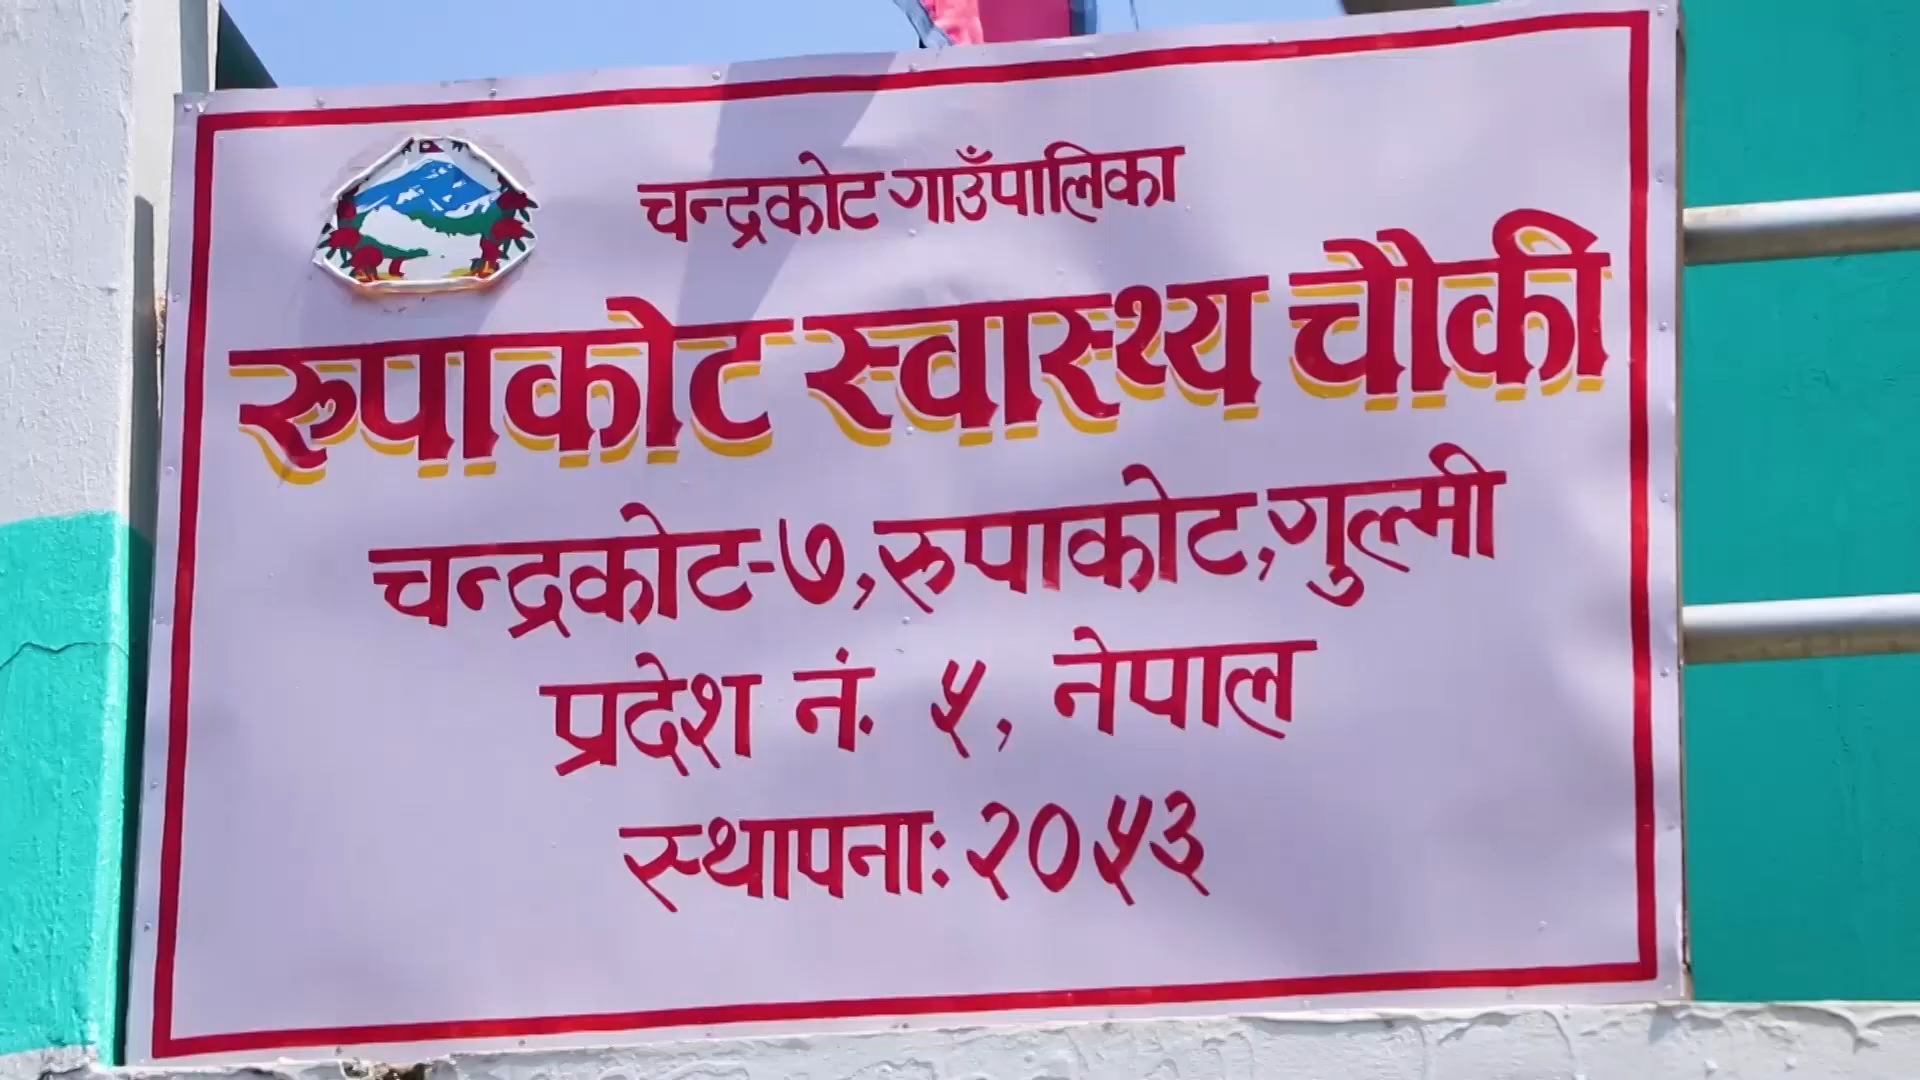 चन्द्रकोट गाउँपालिका
रुपाकोट स्वास्थ्य चौकी
चन्द्रकोट-७, रुपाकोट, गुल्मी
प्रदेश नं. ५, नेपाल
स्थापनाः २०५३